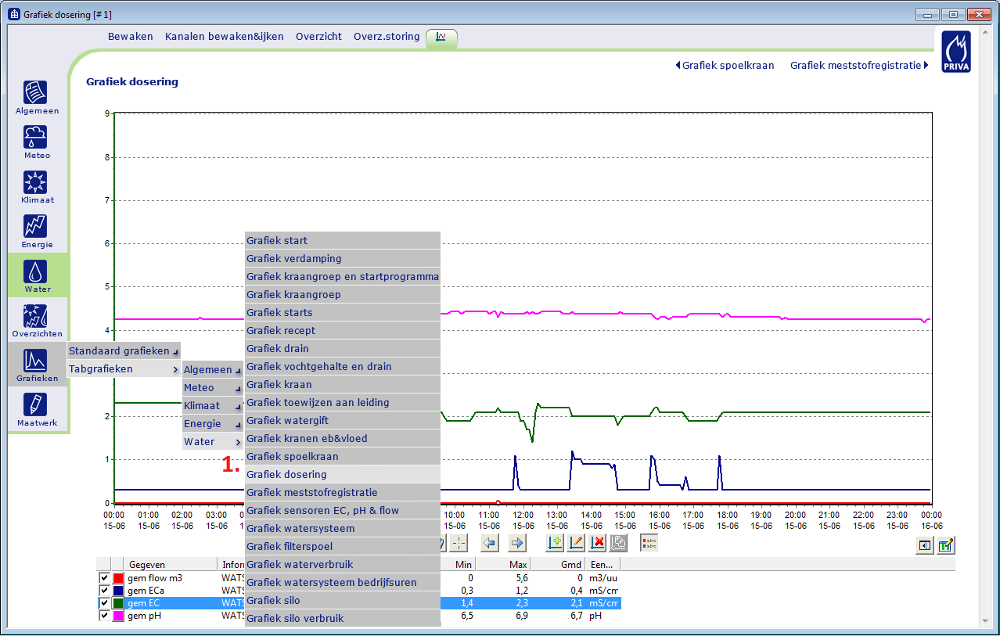 Grafiek dosering [#1]
Bewaken Kanalen bewaken&ijken Overzicht Overz.storing
Grafiek spoelkraan Grafiek meststofregistratie
PRIVA
Grafiek dosering
Algemeen
Meteo
Klimaat
Energie
Water
Overzichten
Grafieken
Maatwerk
9
8
7
6
5
4
2
1
0
Standaard grafieken
Tabgrafieken
Algemeen
Meteo
Klimaat
Energie
Water
1.
Grafiek start
Grafiek verdamping
Grafiek kraangroep en startprogramma
Grafiek kraangroep
Grafiek starts
Grafiek recept
Grafiek drain
Grafiek vochtgehalte en drain
Grafiek kraan
Grafiek toewijzen aan leiding
Grafiek watergift
Grafiek kranen eb&vloed
Grafiek spoelkraan
Grafiek dosering
Grafiek meststofregistratie
Grafiek sensoren EC, pH & flow
Grafiek watersysteem
Grafiek filterspoel
Grafiek waterverbruik
Grafiek watersysteem bedrijfsuren
Grafiek silo
Grafiek silo verbruik
00:00 01:00 02:00 03:00 10:00 11:00 12:00 13:00 14:00 15:00 16:00 17:00 18:00 19:00 20:00 21:00 22:00 23:00 00:00
15-06 15-06 15-06 15-06 15-06 15-06 15-06 15-06 15-06 15-06 15-06 15-06 15-06 15-06 15-06 15-06 15-06 15-06 16-06
abc
abc
Gegeven Infor Min Max Gmd Een...
gem flow m3 WATS 0 5,6 0 m3/uu
gem ECa WATS 0,3 1,2 0,4 mS/cm
gem EC WATS 1,4 2,3 2,1 mS/cm
gem pH WATS 6,5 6,9 6,7 pH